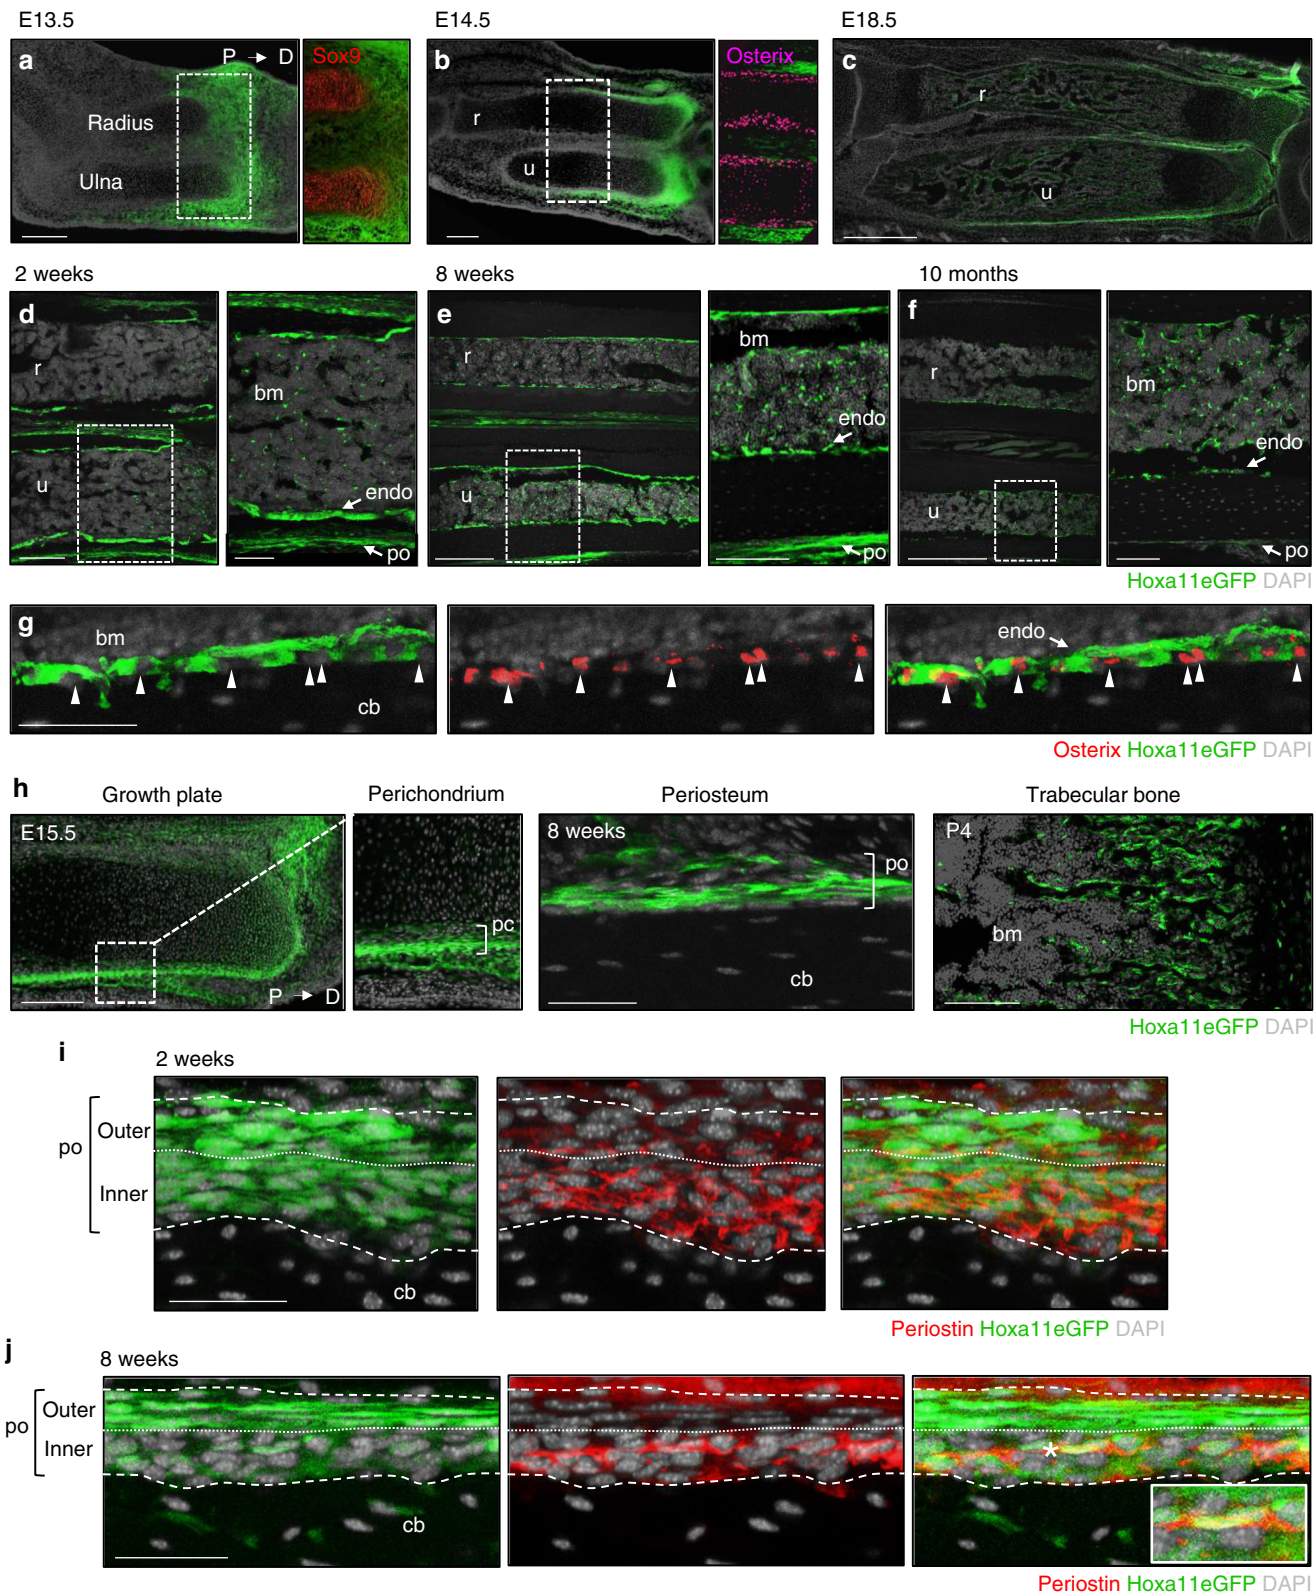 E13.5
E14.5
E18.5
a
P → D
Sox9
Radius
Ulna
b
Osterix
r
u
c
r
u
2 weeks
8 weeks
10 months
d
r
u
bm
endo
po
e
r
u
bm
endo
po
f
r
u
bm
endo
po
Hoxa11eGFP DAPI
g
bm
cb
endo
Osterix Hoxa11eGFP DAPI
h
Growth plate
Perichondrium
Periosteum
Trabecular bone
E15.5
P → D
pc
8 weeks
po
cb
P4
bm
Hoxa11eGFP DAPI
i
2 weeks
po
Outer
Inner
cb
Periostin Hoxa11eGFP DAPI
j
8 weeks
po
Outer
Inner
cb
*
Periostin Hoxa11eGFP DAPI